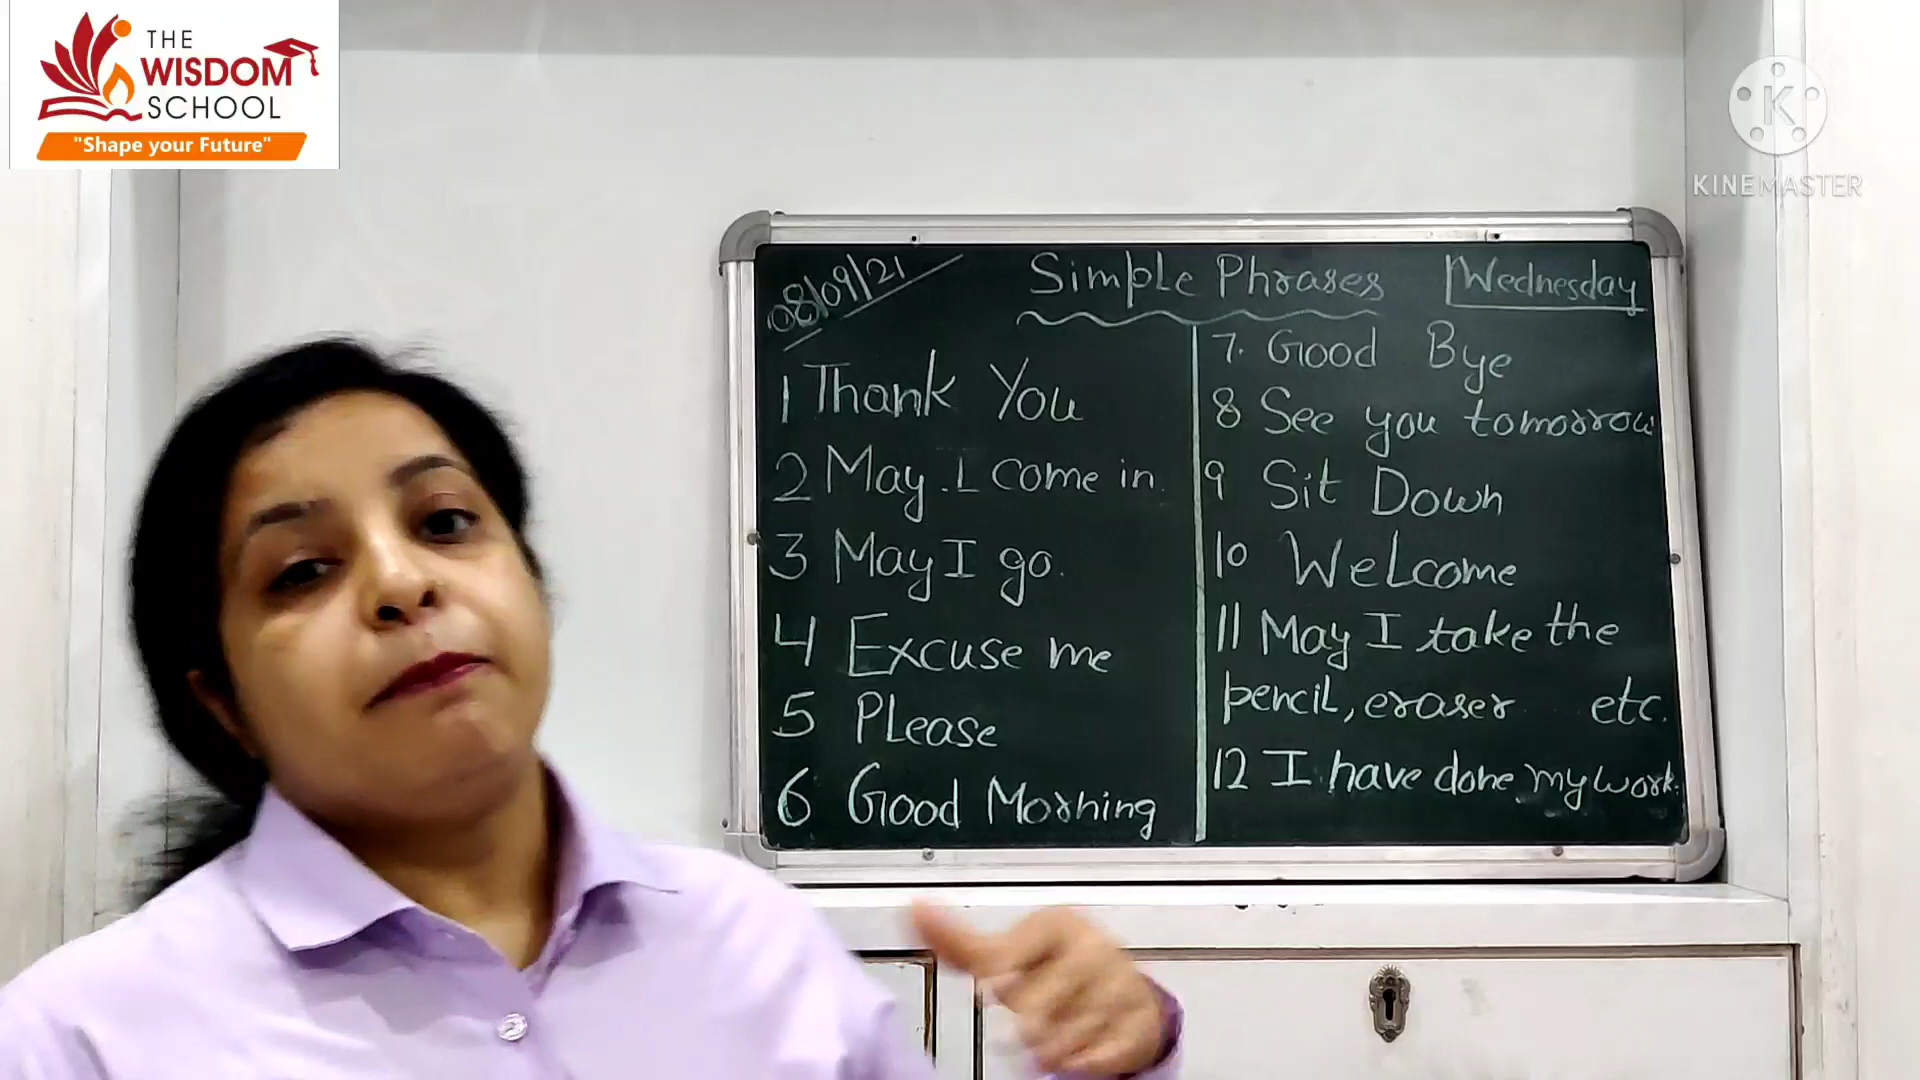 THE
WISDOM
SCHOOL
"Shape your Future"
K
KINEMASTER
08/09/21
Simple Phrases
Wednesday
1 Thank You
2 May I come in.
3 May I go.
4 Excuse me
5 Please
6 Good Morning
7. Good Bye
8 See you tomorrow
9 Sit Down
10 Welcome
11 May I take the
pencil, eraser etc.
12 I have done my work.